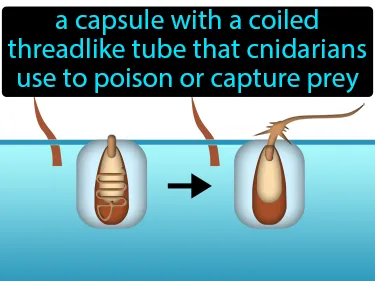 a capsule with a coiled
threadlike tube that cnidarians
use to poison or capture prey